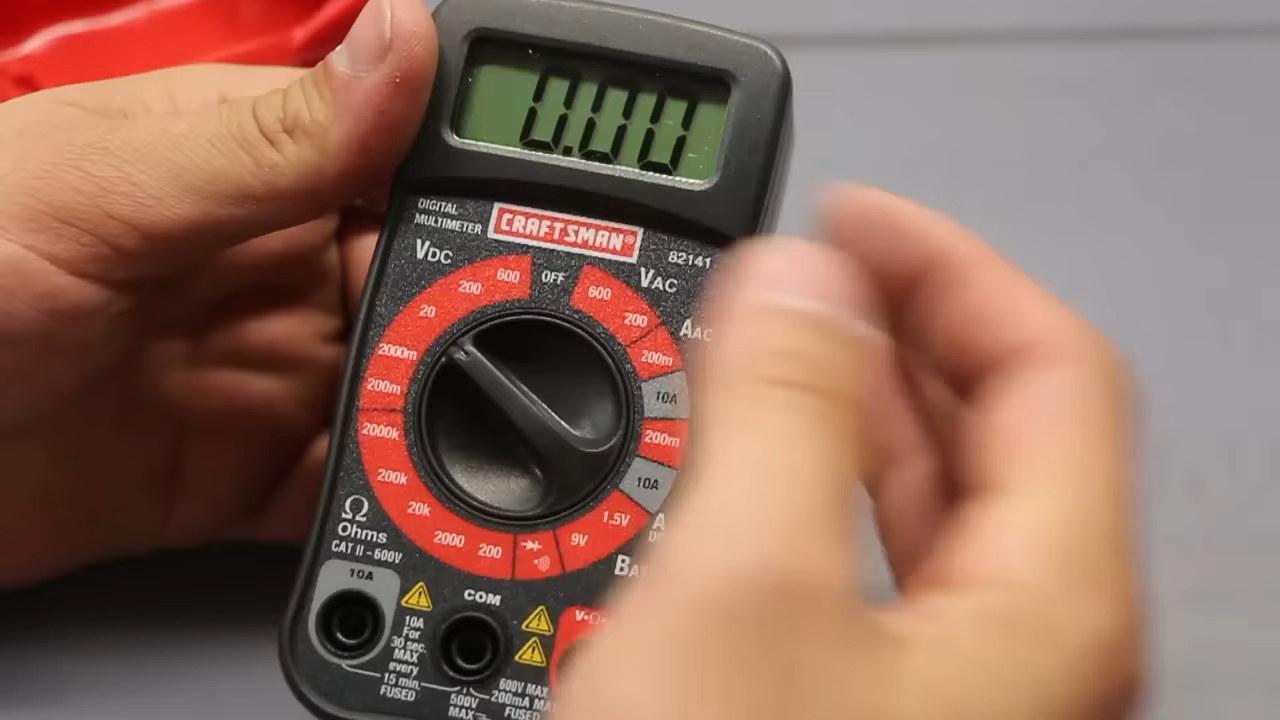 0.00
DIGITAL
MULTIMETER
CRAFTSMAN®
82141
VDC
OFF
VAC
600
200
20
2000m
200m
600
200
AAC
200m
10A
200m
10A
2000k
200k
20k
2000
200
1.5V
9V
Ω
Ohms
CAT II - 600V
10A
COM
10A
For
30 sec.
MAX
every
15 min.
FUSED
500V
MAX
600V MAX
200mA
FUSED